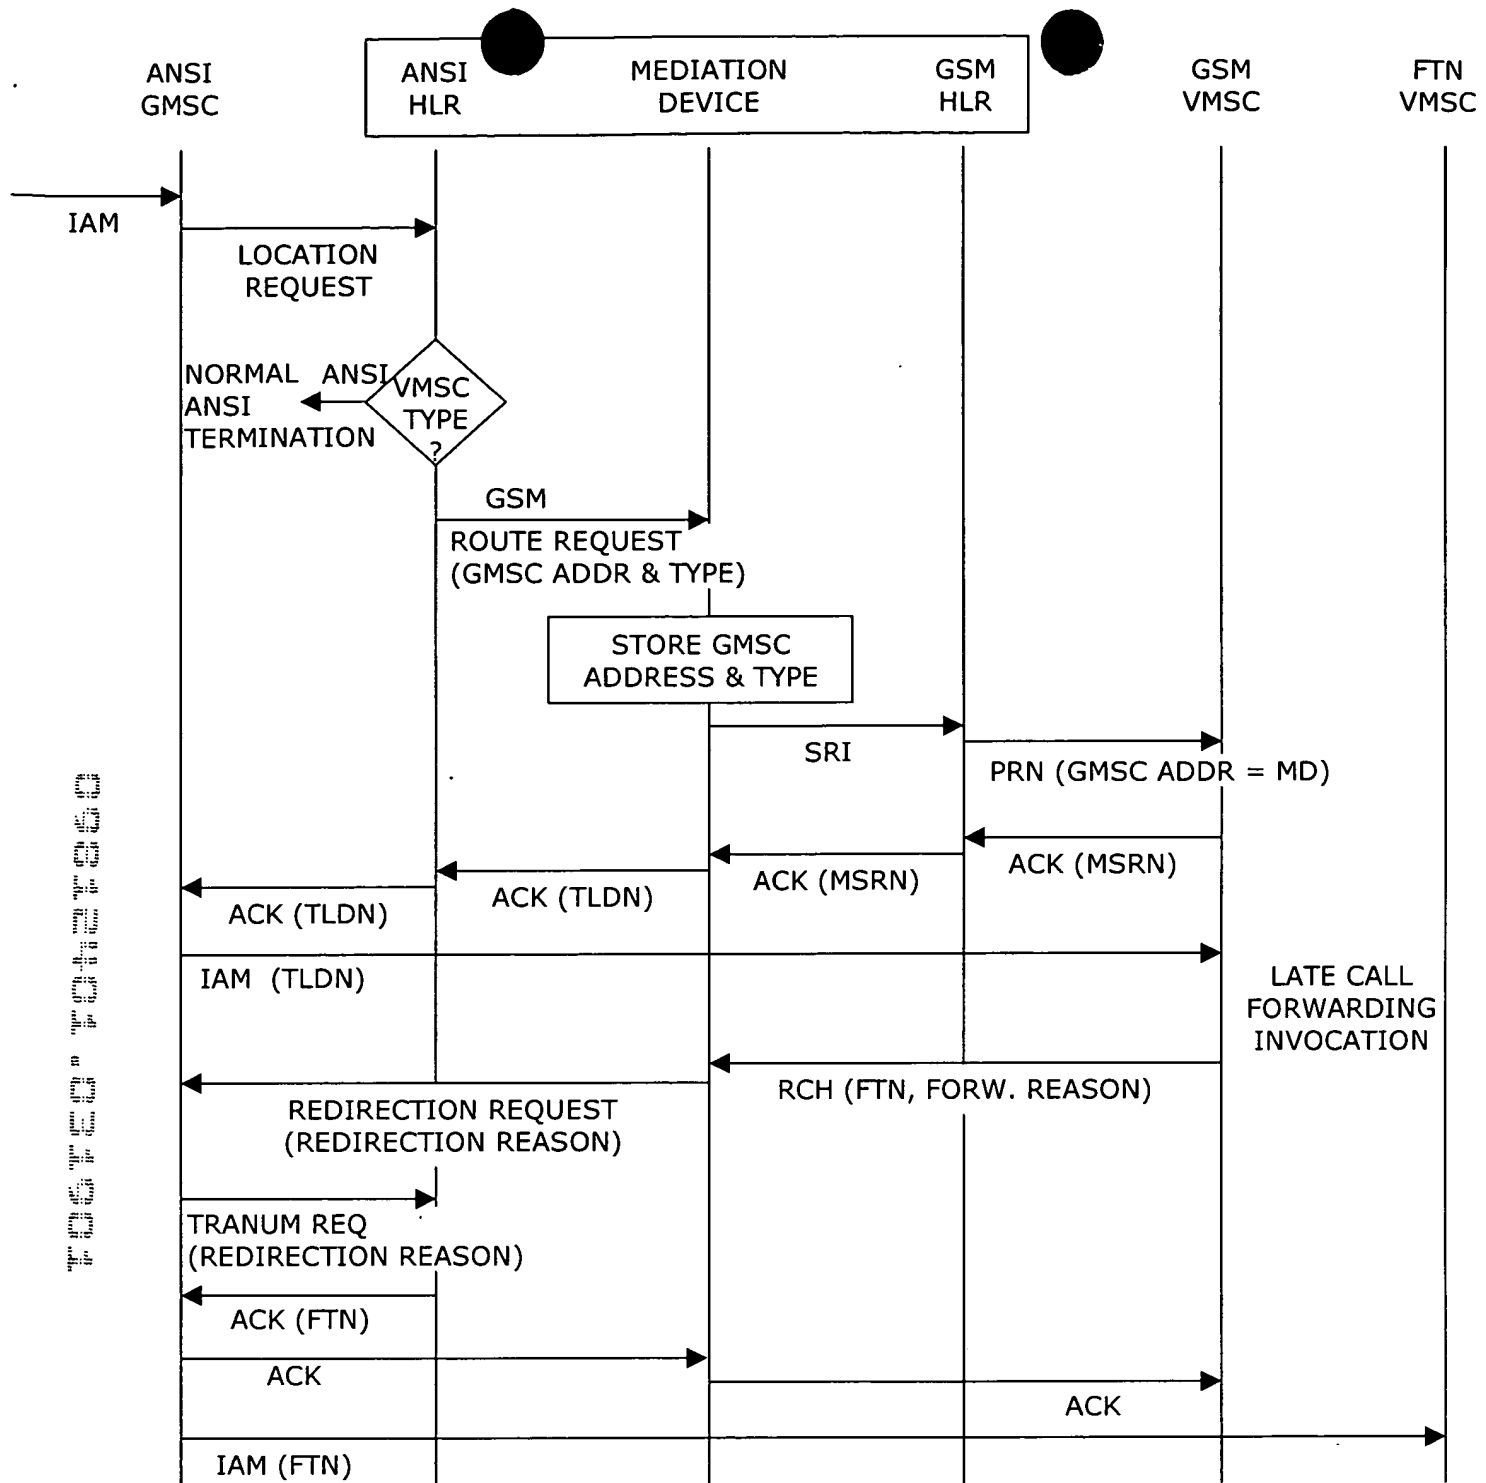 ANSI
GMSC
ANSI
HLR
MEDIATION
DEVICE
GSM
HLR
GSM
VMSC
FTN
VMSC
IAM
LOCATION
REQUEST
NORMAL
ANSI
TERMINATION
ANSI
VMSC
TYPE
?
GSM
ROUTE REQUEST
(GMSC ADDR & TYPE)
STORE GMSC
ADDRESS & TYPE
SRI
PRN (GMSC ADDR = MD)
ACK (MSRN)
ACK (MSRN)
ACK (TLDN)
ACK (TLDN)
IAM (TLDN)
LATE CALL
FORWARDING
INVOCATION
RCH (FTN, FORW. REASON)
REDIRECTION REQUEST
(REDIRECTION REASON)
TRANUM REQ
(REDIRECTION REASON)
ACK (FTN)
ACK
ACK
IAM (FTN)